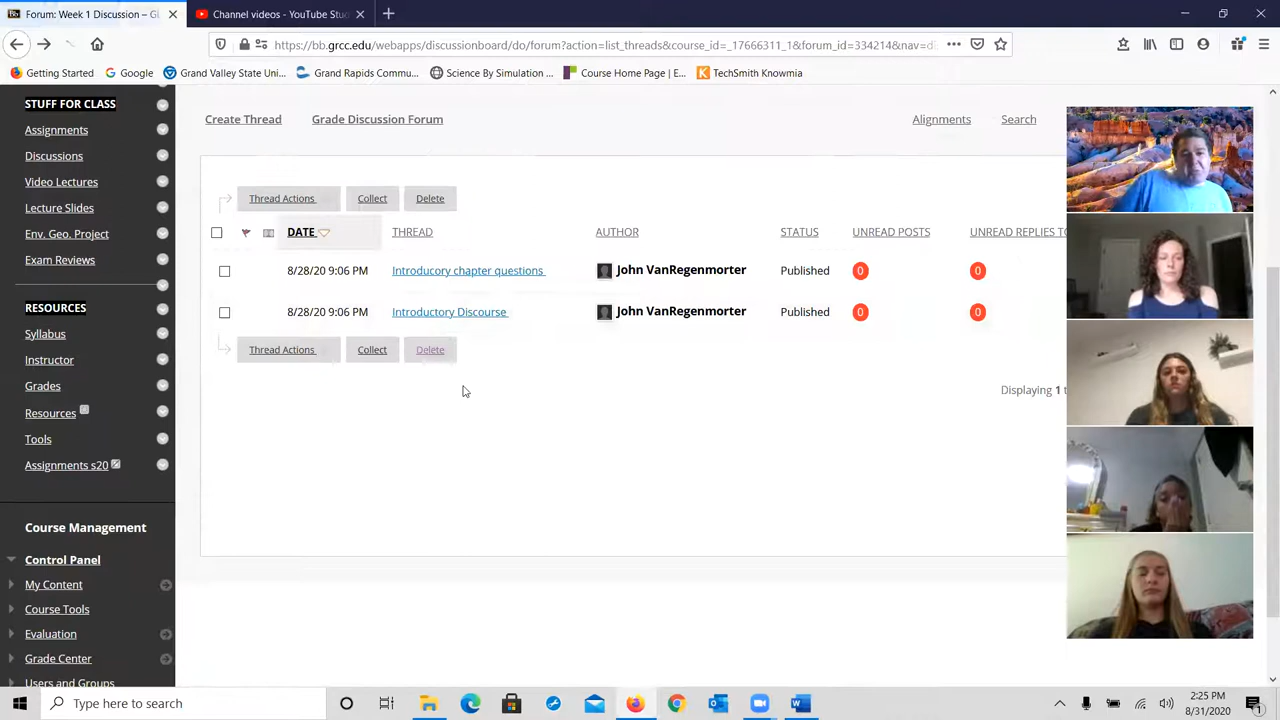 Forum: Week 1 Discussion – Gl
Channel videos - YouTube Stud
https://bb.grcc.edu/webapps/discussionboard/do/forum?action=list_threads&course_id=_17666311_1&forum_id=334214&nav=di
Getting Started
Google
Grand Valley State Uni...
Grand Rapids Commu...
Science By Simulation ...
Course Home Page | E...
TechSmith Knowmia
STUFF FOR CLASS
Assignments
Discussions
Video Lectures
Lecture Slides
Env. Geo. Project
Exam Reviews
RESOURCES
Syllabus
Instructor
Grades
Resources
Tools
Assignments s20
Course Management
Control Panel
My Content
Course Tools
Evaluation
Grade Center
Users and Groups
Create Thread
Grade Discussion Forum
Alignments
Search
Thread Actions
Collect
Delete
DATE
THREAD
AUTHOR
STATUS
UNREAD POSTS
UNREAD REPLIES TO
8/28/20 9:06 PM
Introducory chapter questions
John VanRegenmorter
Published
0
0
8/28/20 9:06 PM
Introductory Discourse
John VanRegenmorter
Published
0
0
Thread Actions
Collect
Delete
Displaying 1 t
Type here to search
2:25 PM
8/31/2020
1